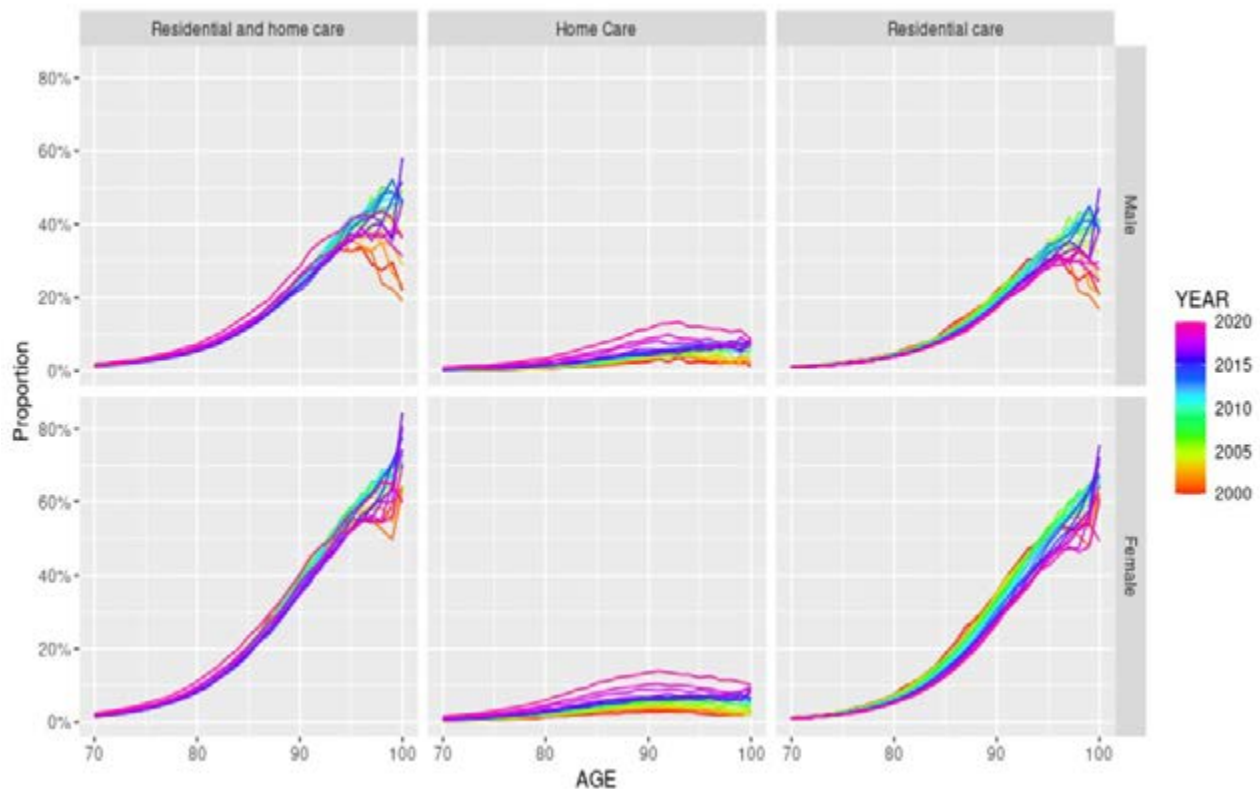 Residential and home care Home Care Residential care
80%
60%
40%
20%
0%
Male
80%
60%
40%
20%
0%
Female
Proportion
70 80 90 100 70 80 90 100 70 80 90 100
AGE
YEAR
2020
2015
2010
2005
2000